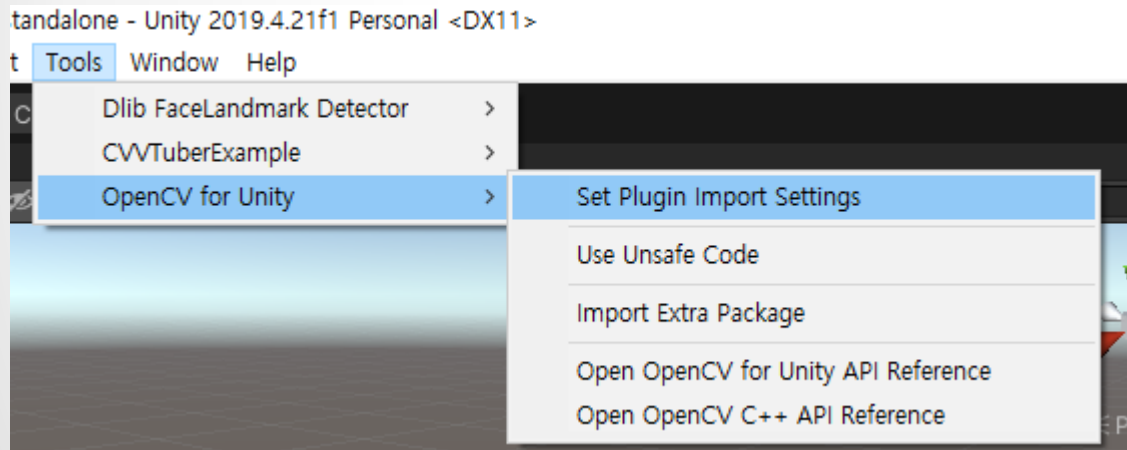 tandalone - Unity 2019.4.21f1 Personal <DX11>
t Tools Window Help
C
Dlib FaceLandmark Detector >
CVVTuberExample >
OpenCV for Unity >
Set Plugin Import Settings
Use Unsafe Code
Import Extra Package
Open OpenCV for Unity API Reference
Open OpenCV C++ API Reference
P